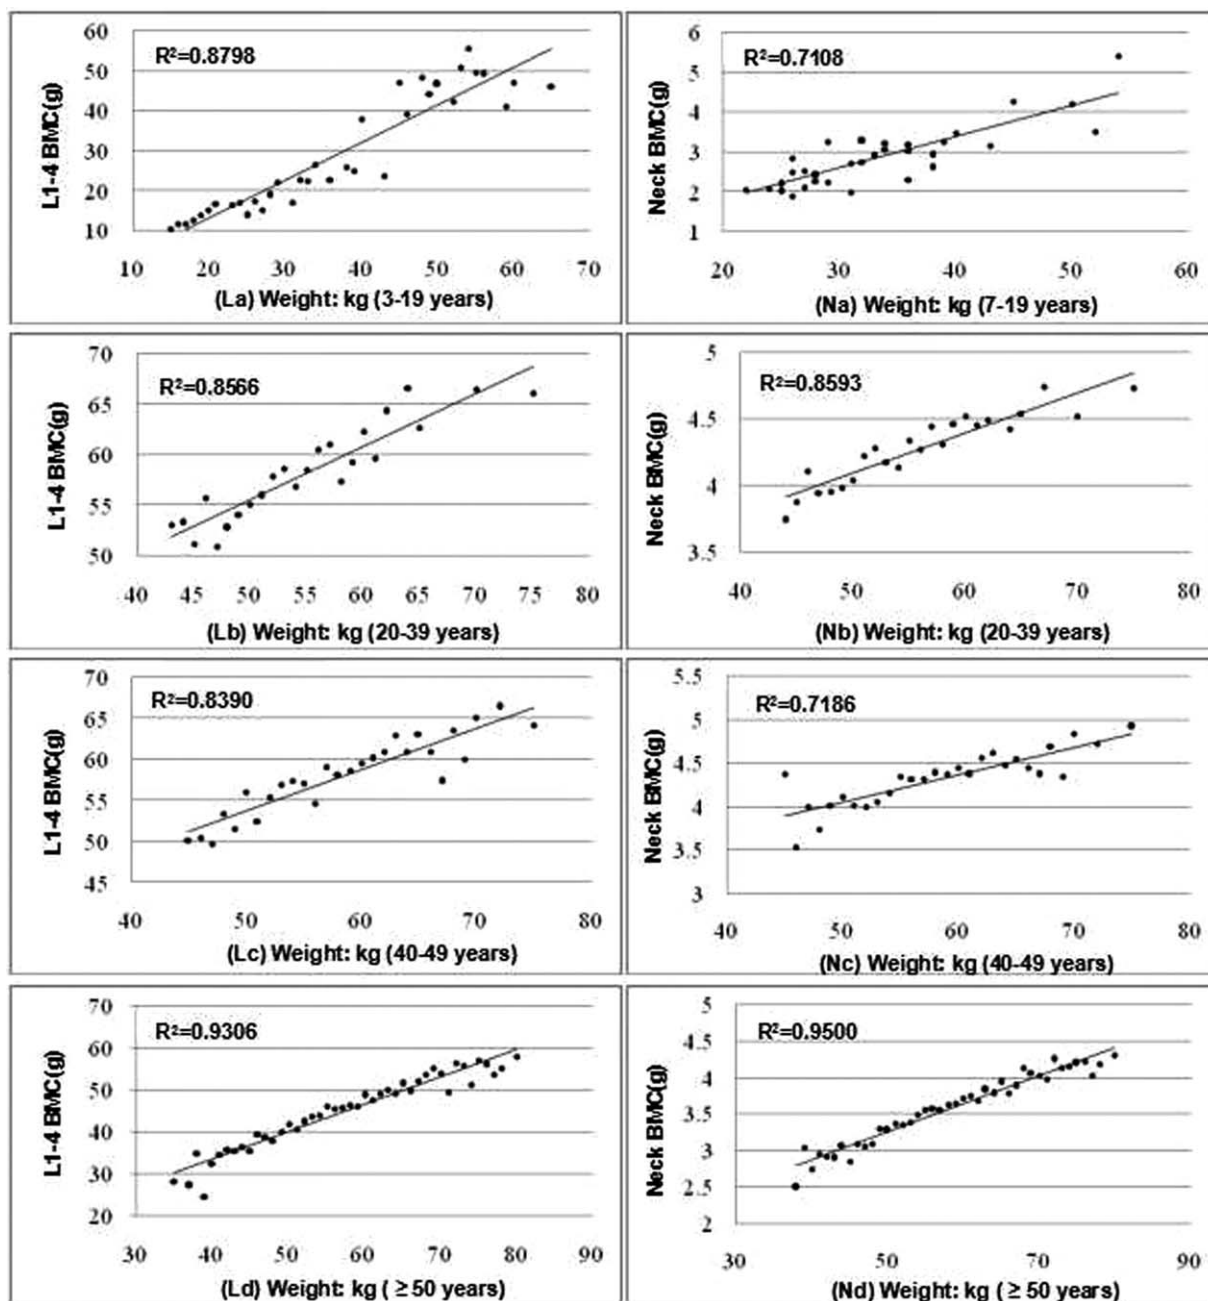 R²=0.8798
L1-4 BMC(g)
60
50
40
30
20
10
10 20 30 40 50 60 70
(La) Weight: kg (3-19 years)
R²=0.7108
Neck BMC(g)
6
5
4
3
2
1
20 30 40 50 60
(Na) Weight: kg (7-19 years)
R²=0.8566
L1-4 BMC(g)
70
65
60
55
50
40 45 50 55 60 65 70 75 80
(Lb) Weight: kg (20-39 years)
R²=0.8593
Neck BMC(g)
5
4.5
4
3.5
40 50 60 70 80
(Nb) Weight: kg (20-39 years)
R²=0.8390
L1-4 BMC(g)
70
65
60
55
50
45
40 50 60 70 80
(Lc) Weight: kg (40-49 years)
R²=0.7186
Neck BMC(g)
5.5
5
4.5
4
3.5
3
40 50 60 70 80
(Nc) Weight: kg (40-49 years)
R²=0.9306
L1-4 BMC(g)
70
60
50
40
30
20
30 40 50 60 70 80 90
(Ld) Weight: kg ( ≥ 50 years)
R²=0.9500
Neck BMC(g)
5
4.5
4
3.5
3
2.5
2
30 50 70 90
(Nd) Weight: kg ( ≥ 50 years)